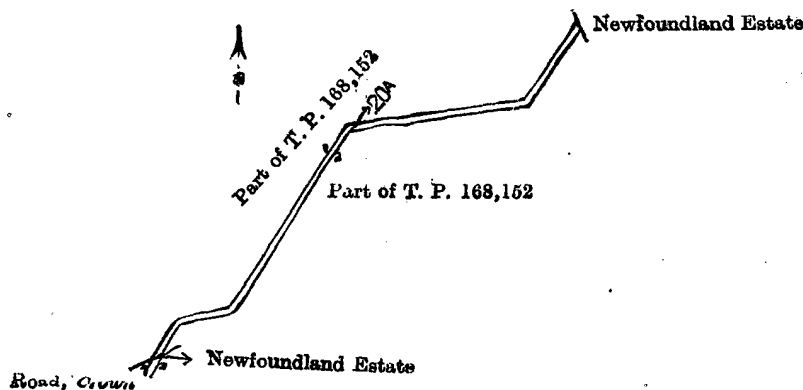 Newfoundland Estate
Part of T. P. 168,152
20A
Part of T. P. 168,152
Newfoundland Estate
Road, Crown